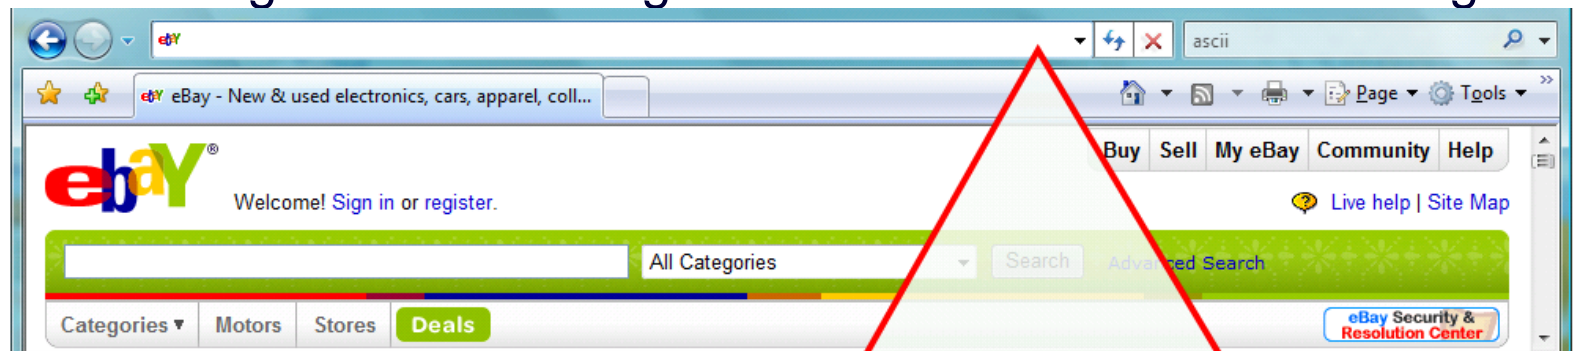 ebY
ascii
ebY eBay - New & used electronics, cars, apparel, coll...
Page Tools
ebaY®
Buy Sell My eBay Community Help
Welcome! Sign in or register.
Live help | Site Map
All Categories Search Advanced Search
Categories Motors Stores Deals
eBay Security &
Resolution Center